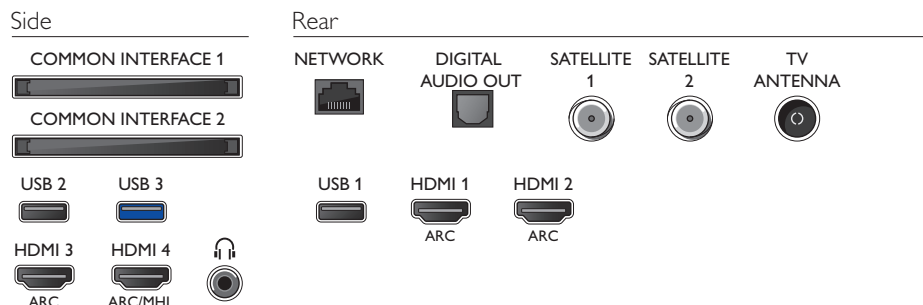 Side
COMMON INTERFACE 1
COMMON INTERFACE 2
USB 2 USB 3
HDMI 3 HDMI 4
ARC ARC/MHL
Rear
NETWORK DIGITAL AUDIO OUT SATELLITE 1 SATELLITE 2 TV ANTENNA
USB 1 HDMI 1 HDMI 2
ARC ARC